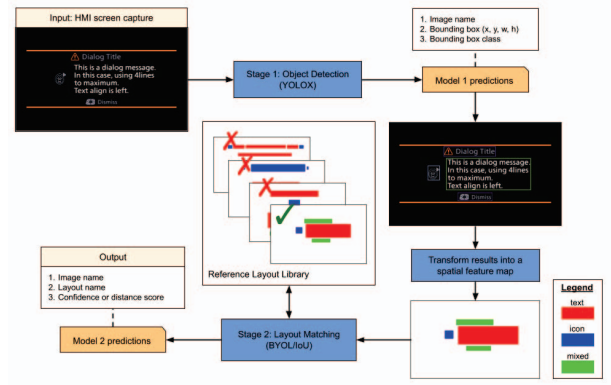 Input: HMI screen capture
Dialog Title
This is a dialog message.
In this case, using 4lines
to maximum.
Text align is left.
Dismiss
Stage 1: Object Detection
(YOLOX)
1. Image name
2. Bounding box {x, y, w, h}
3. Bounding box class
Model 1 predictions
Dialog Title
This is a dialog message.
In this case, using 4lines
to maximum.
Text align is left.
Dismiss
Transform results into a
spatial feature map
Reference Layout Library
Output
1. Image name
2. Layout name
3. Confidence or distance score
Model 2 predictions
Stage 2: Layout Matching
(BYOL/IoU)
Legend
text
icon
mixed